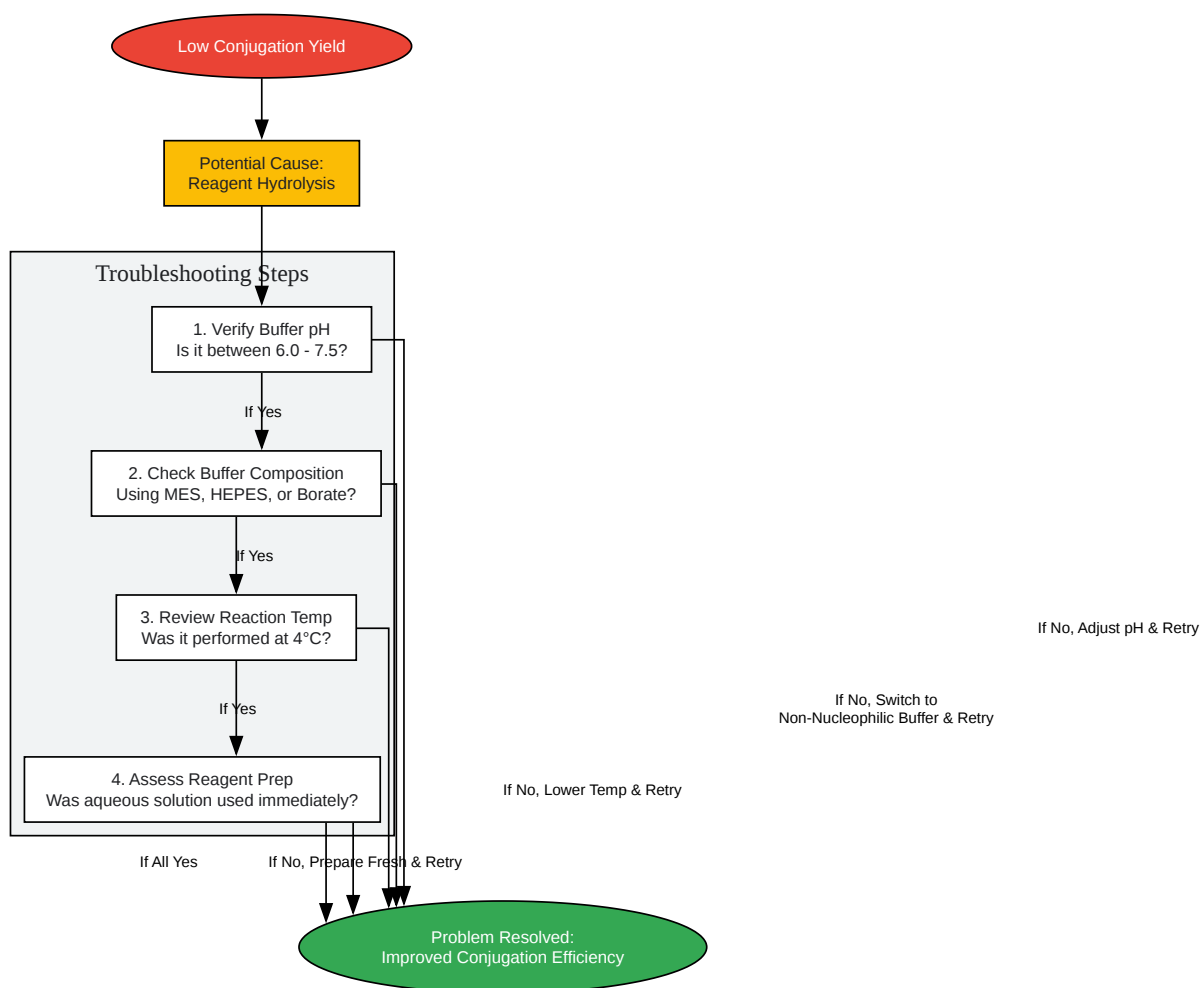 Low Conjugation Yield
Potential Cause:
Reagent Hydrolysis
Troubleshooting Steps
1. Verify Buffer pH
Is it between 6.0 - 7.5?
If Yes
2. Check Buffer Composition
Using MES, HEPES, or Borate?
If Yes
3. Review Reaction Temp
Was it performed at 4°C?
If No, Adjust pH & Retry
If Yes
If No, Switch to
Non-Nucleophilic Buffer & Retry
4. Assess Reagent Prep
Was aqueous solution used immediately?
If No, Lower Temp & Retry
If All Yes
If No, Prepare Fresh & Retry
Problem Resolved:
Improved Conjugation Efficiency